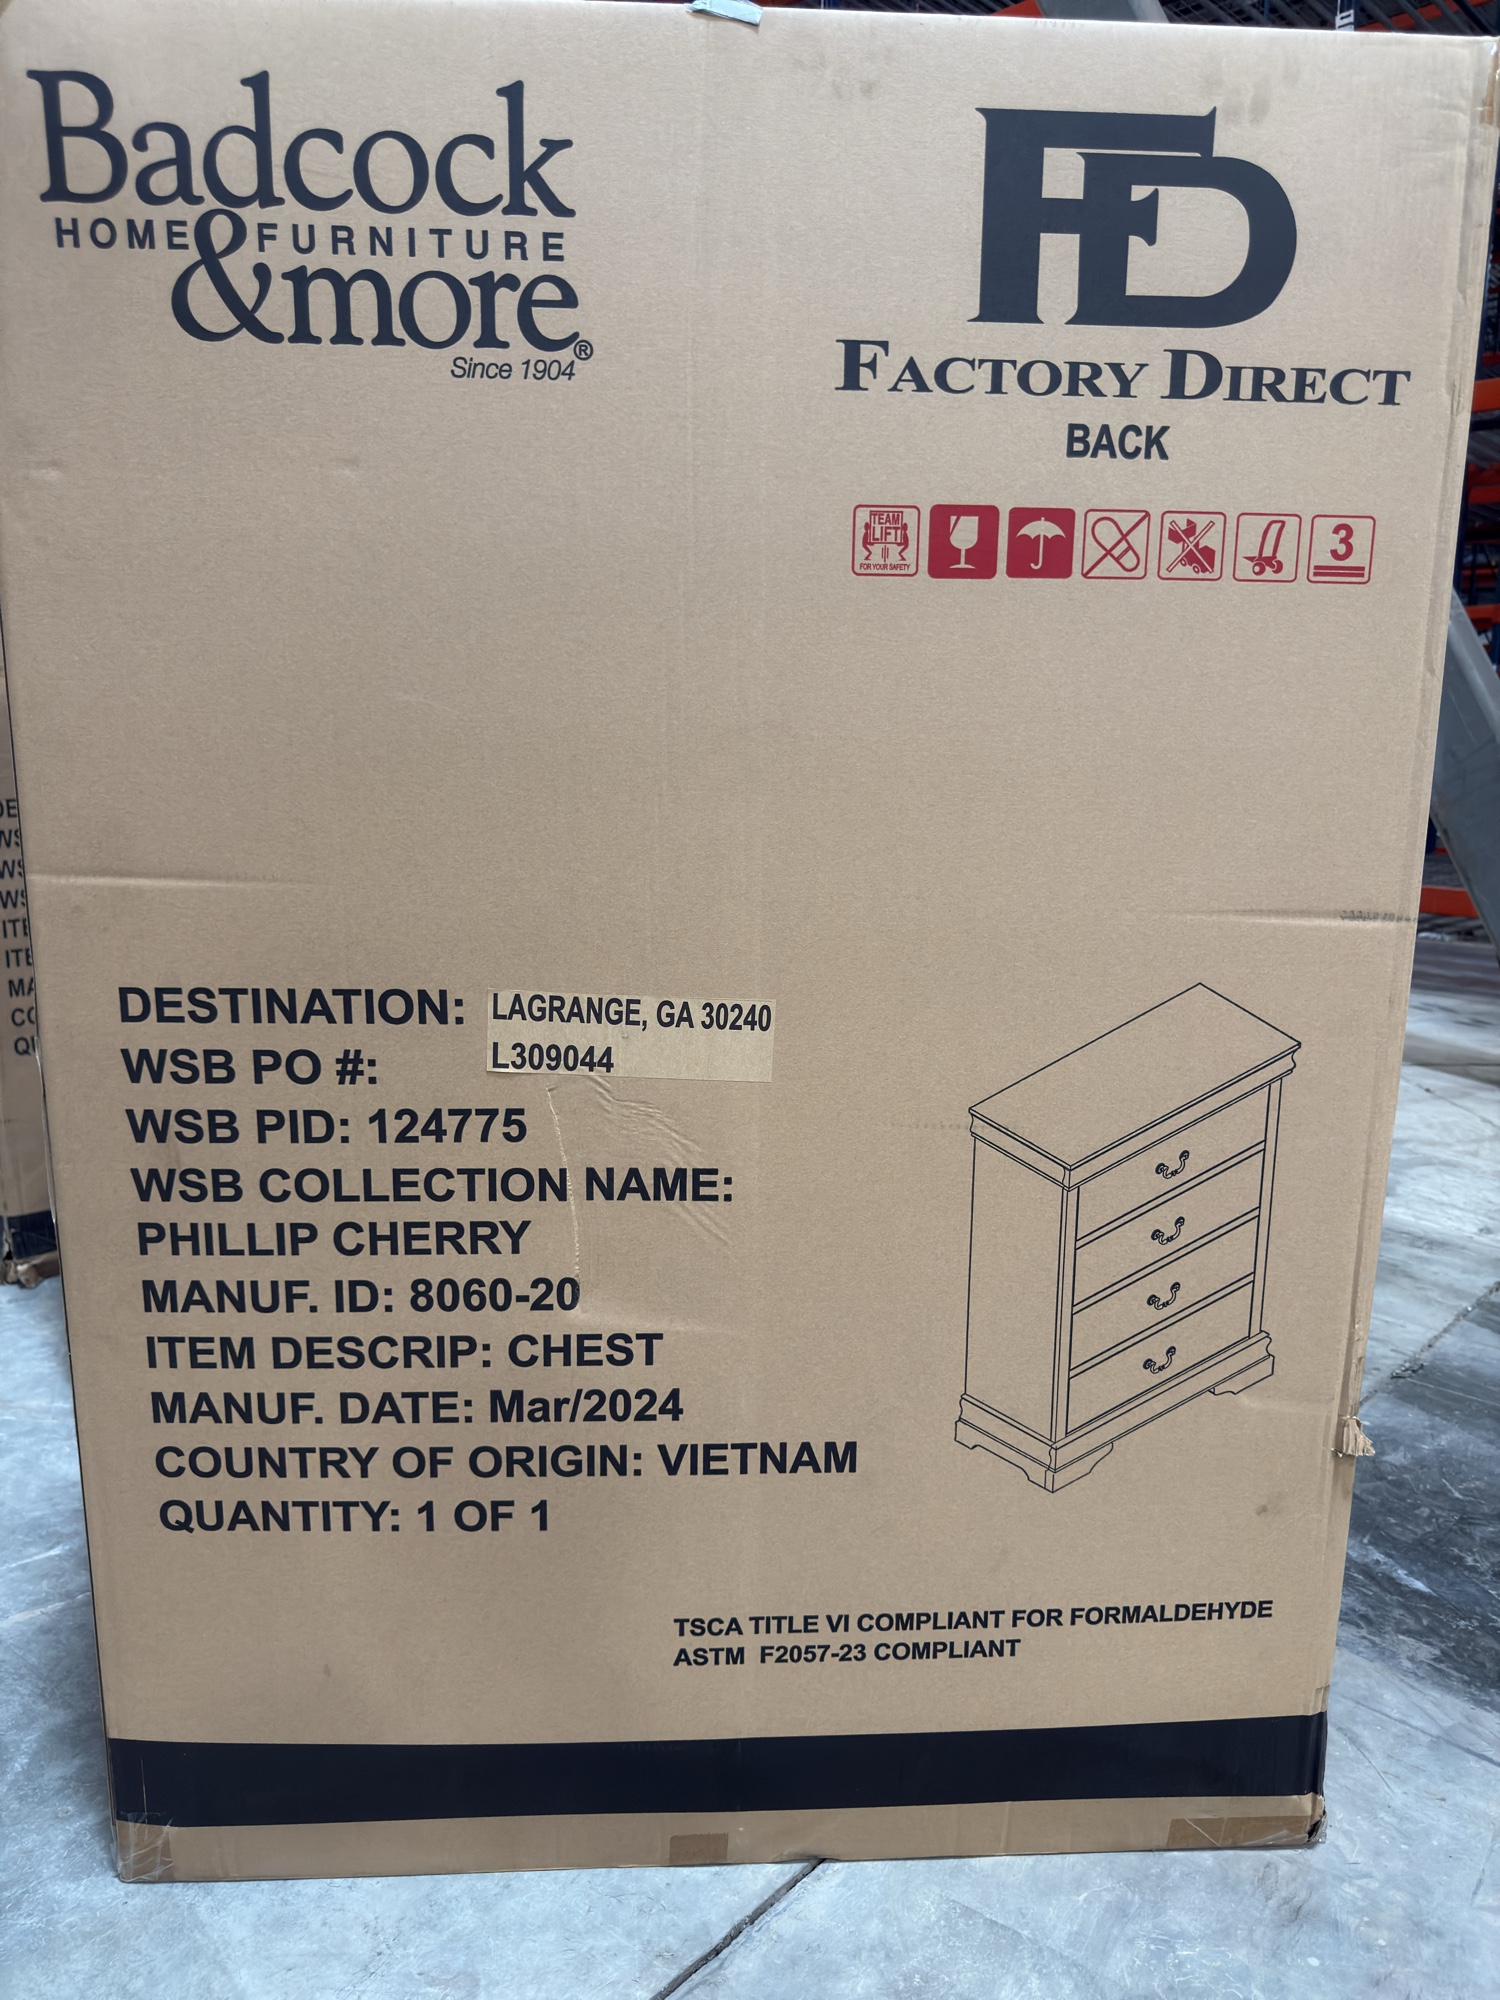 Badcock
HOME & FURNITURE
&more®
Since 1904
FD
FACTORY DIRECT
BACK
TEAM
LIFT
FOR YOUR SAFETY
3
DESTINATION: LAGRANGE, GA 30240
WSB PO #: L309044
WSB PID: 124775
WSB COLLECTION NAME:
PHILLIP CHERRY
MANUF. ID: 8060-20
ITEM DESCRIP: CHEST
MANUF. DATE: Mar/2024
COUNTRY OF ORIGIN: VIETNAM
QUANTITY: 1 OF 1
TSCA TITLE VI COMPLIANT FOR FORMALDEHYDE
ASTM F2057-23 COMPLIANT